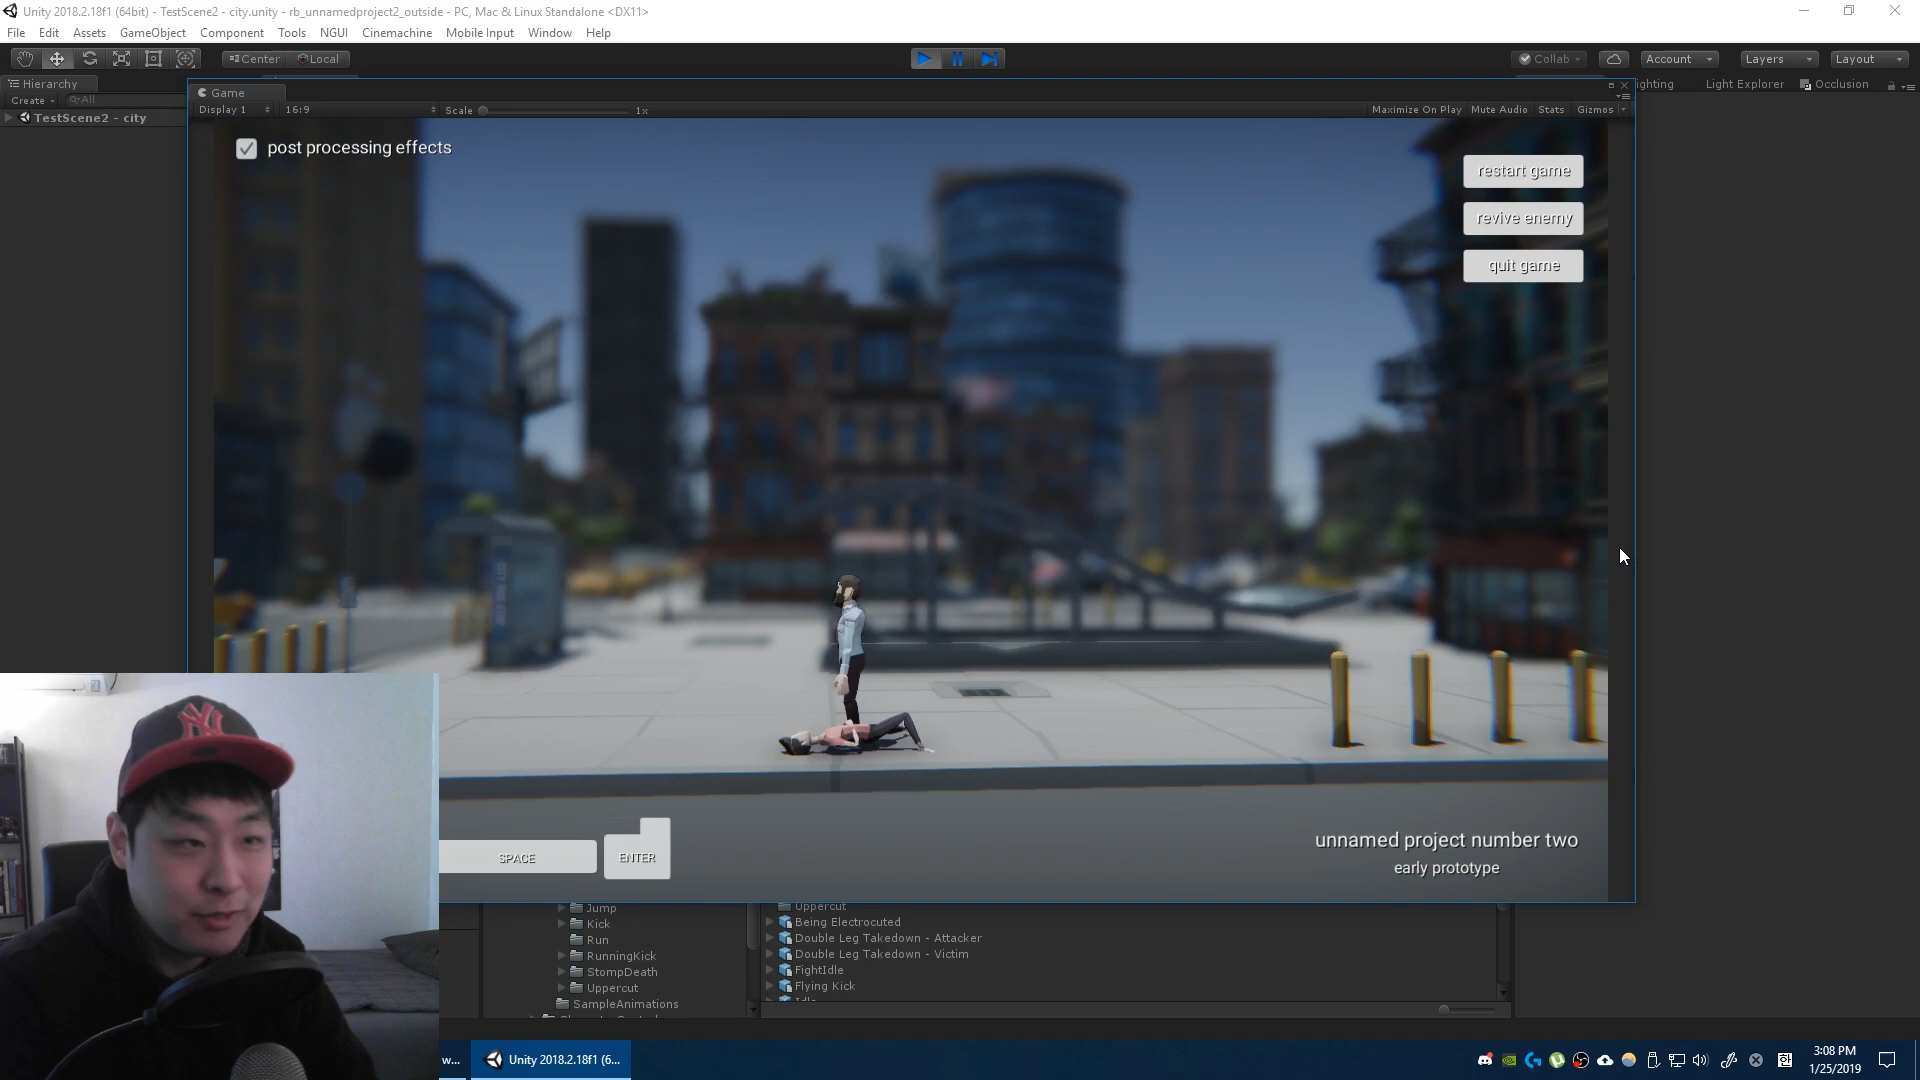 Unity 2018.2.18f1 (64bit) - TestScene2 - city.unity - rb_unnamedproject2_outside - PC, Mac & Linux Standalone <DX11>
File Edit Assets GameObject Component Tools NGUI Cinemachine Mobile Input Window Help
Center Local Collab Account Layers Layout
Hierarchy Game ighting Light Explorer Occlusion
Create All Display 1 16:9 Scale 1x Maximize On Play Mute Audio Stats Gizmos
TestScene2 - city
post processing effects
restart game
revive enemy
quit game
NY
unnamed project number two
early prototype
SPACE
ENTER
Jump
Kick
Run
RunningKick
StompDeath
Uppercut
SampleAnimations
Uppercut
Being Electrocuted
Double Leg Takedown - Attacker
Double Leg Takedown - Victim
FightIdle
Flying Kick
w...
Unity 2018.2.18f1 (6...
한
3:08 PM
1/25/2019